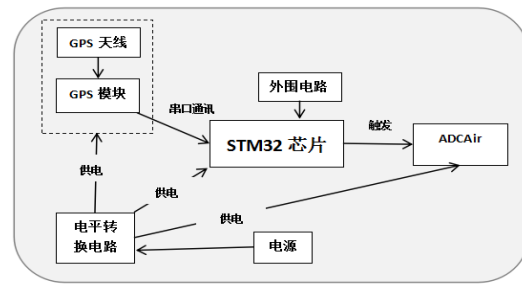 GPS 天线
GPS 模块
串口通讯
外围电路
STM32 芯片
触发
ADCAir
供电
供电
供电
电平转
换电路
电源